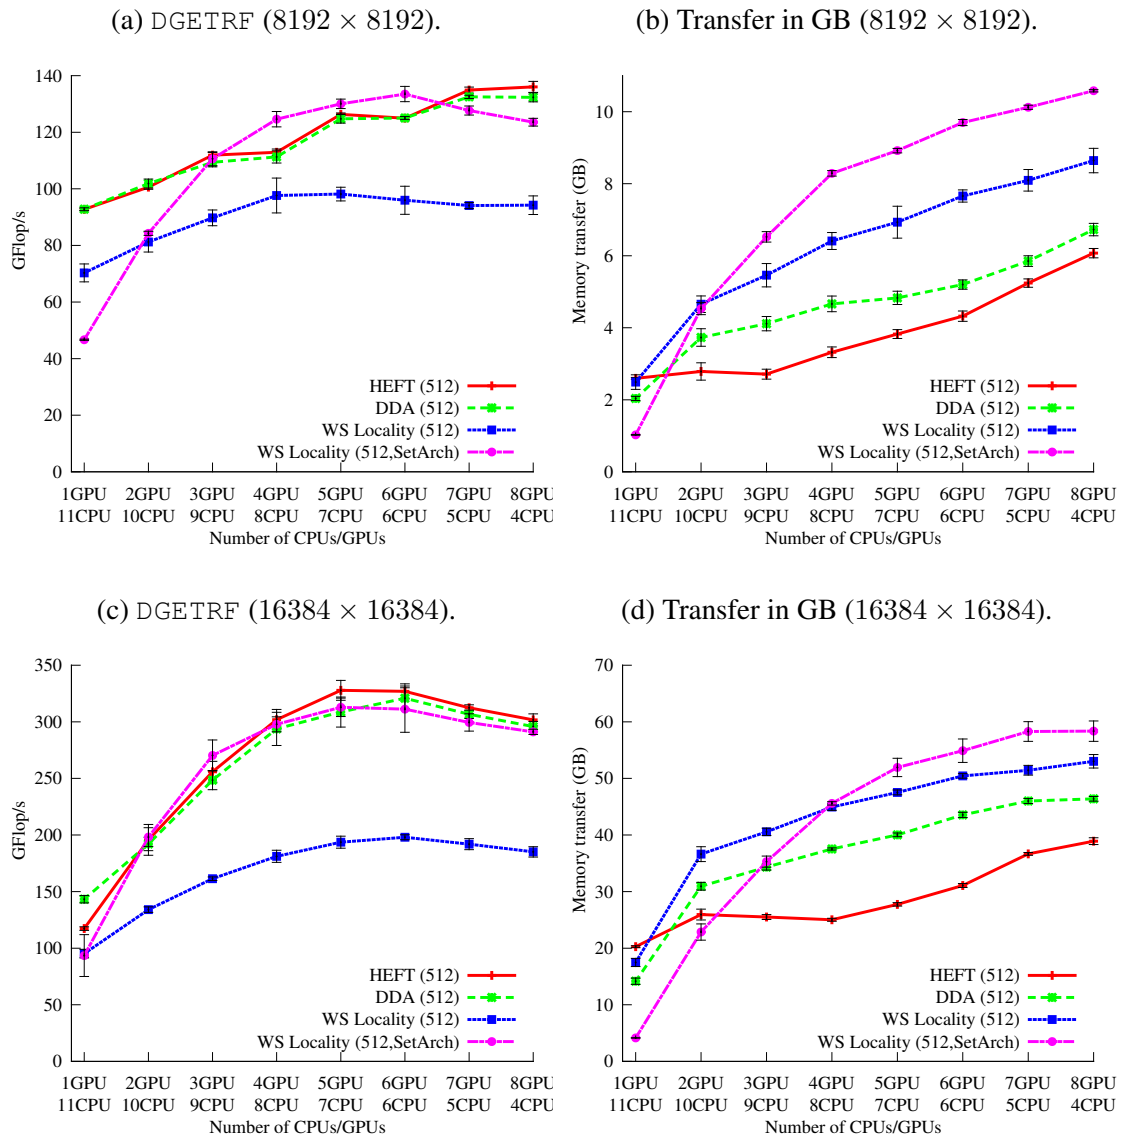 (a) DGETRF (8192 × 8192).
GFlop/s
140
120
100
80
60
40
20
0
HEFT (512)
DDA (512)
WS Locality (512)
WS Locality (512,SetArch)
1GPU 2GPU 3GPU 4GPU 5GPU 6GPU 7GPU 8GPU
11CPU 10CPU 9CPU 8CPU 7CPU 6CPU 5CPU 4CPU
Number of CPUs/GPUs
(b) Transfer in GB (8192 × 8192).
Memory transfer (GB)
10
8
6
4
2
0
HEFT (512)
DDA (512)
WS Locality (512)
WS Locality (512,SetArch)
1GPU 2GPU 3GPU 4GPU 5GPU 6GPU 7GPU 8GPU
11CPU 10CPU 9CPU 8CPU 7CPU 6CPU 5CPU 4CPU
Number of CPUs/GPUs
(c) DGETRF (16384 × 16384).
GFlop/s
350
300
250
200
150
100
50
0
HEFT (512)
DDA (512)
WS Locality (512)
WS Locality (512,SetArch)
1GPU 2GPU 3GPU 4GPU 5GPU 6GPU 7GPU 8GPU
11CPU 10CPU 9CPU 8CPU 7CPU 6CPU 5CPU 4CPU
Number of CPUs/GPUs
(d) Transfer in GB (16384 × 16384).
Memory transfer (GB)
70
60
50
40
30
20
10
0
HEFT (512)
DDA (512)
WS Locality (512)
WS Locality (512,SetArch)
1GPU 2GPU 3GPU 4GPU 5GPU 6GPU 7GPU 8GPU
11CPU 10CPU 9CPU 8CPU 7CPU 6CPU 5CPU 4CPU
Number of CPUs/GPUs